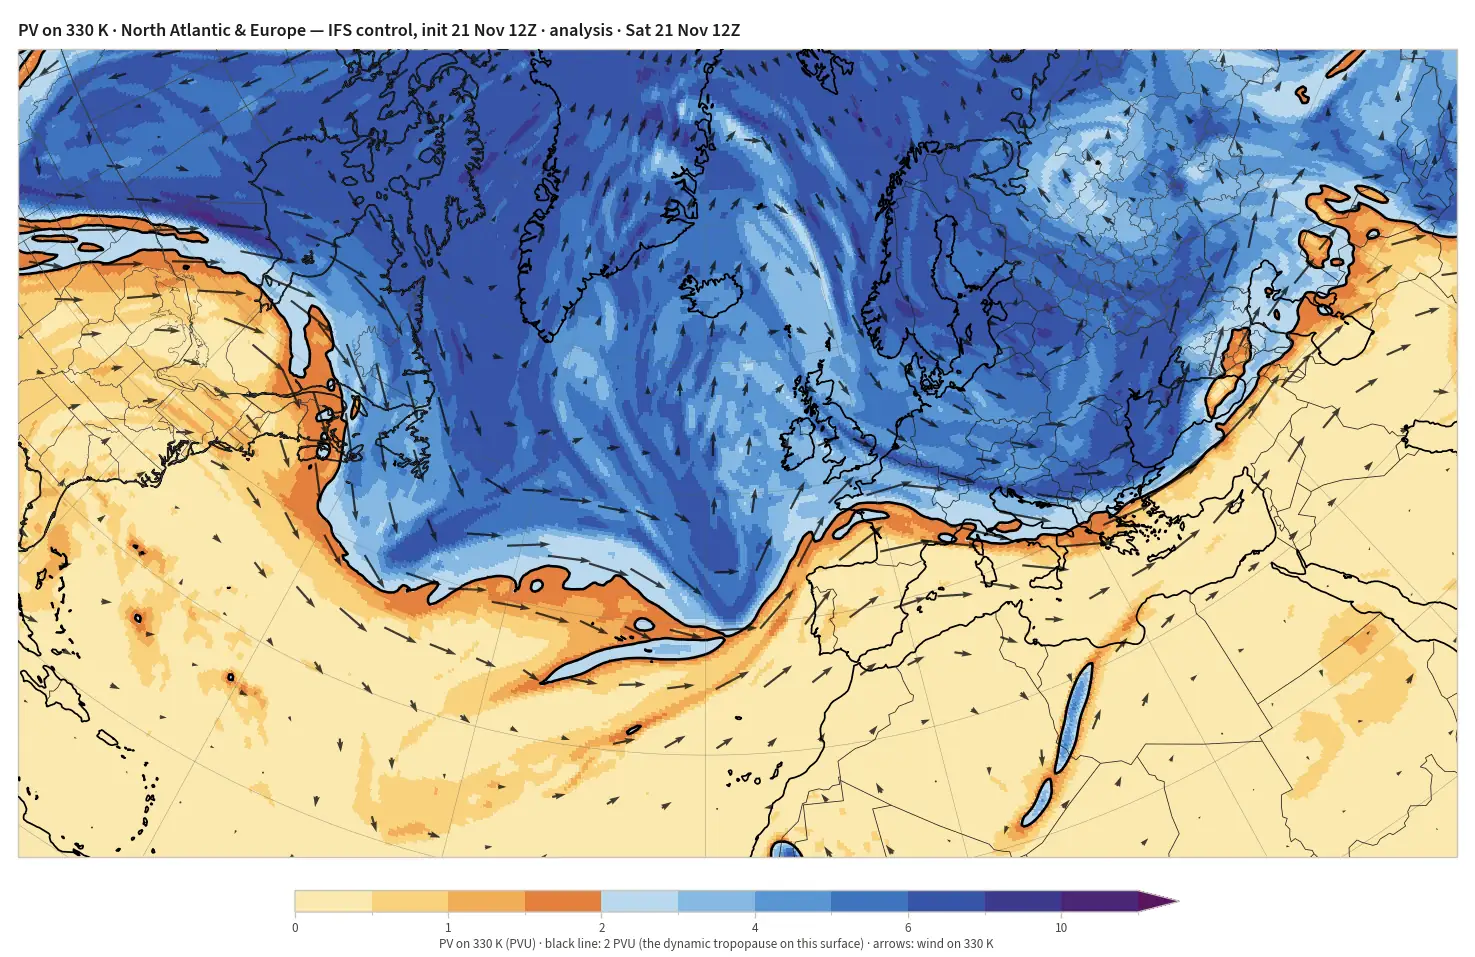 PV on 330 K · North Atlantic & Europe — IFS control, init 21 Nov 12Z · analysis · Sat 21 Nov 12Z
0 1 2 4 6 10
PV on 330 K (PVU) · black line: 2 PVU (the dynamic tropopause on this surface) · arrows: wind on 330 K